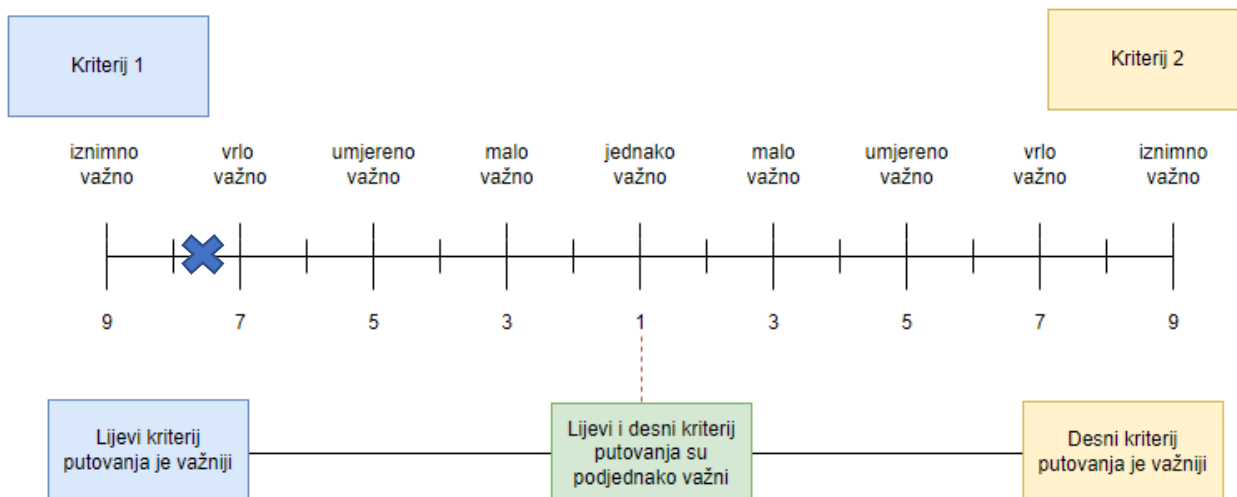 Kriterij 1
Kriterij 2
iznimno
važno
vrlo
važno
umjereno
važno
malo
važno
jednako
važno
malo
važno
umjereno
važno
vrlo
važno
iznimno
važno
9 7 5 3 1 3 5 7 9
Lijevi kriterij
putovanja je važniji
Lijevi i desni kriterij
putovanja su
podjednako važni
Desni kriterij
putovanja je važniji